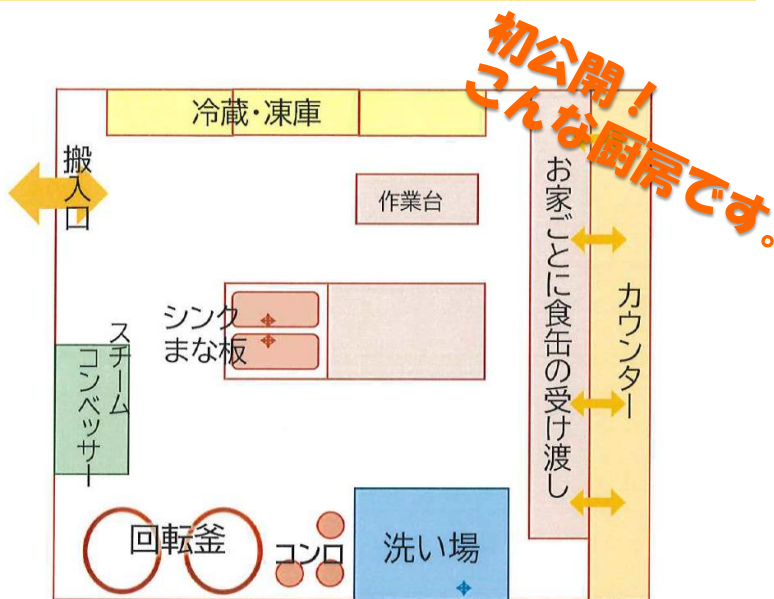 初公開！
こんな厨房です。
冷蔵・凍庫
搬入口
作業台
お家ごとに食缶の受け渡し
カウンター
シンク
まな板
スチーム
コンベッサー
回転釜
コンロ
洗い場